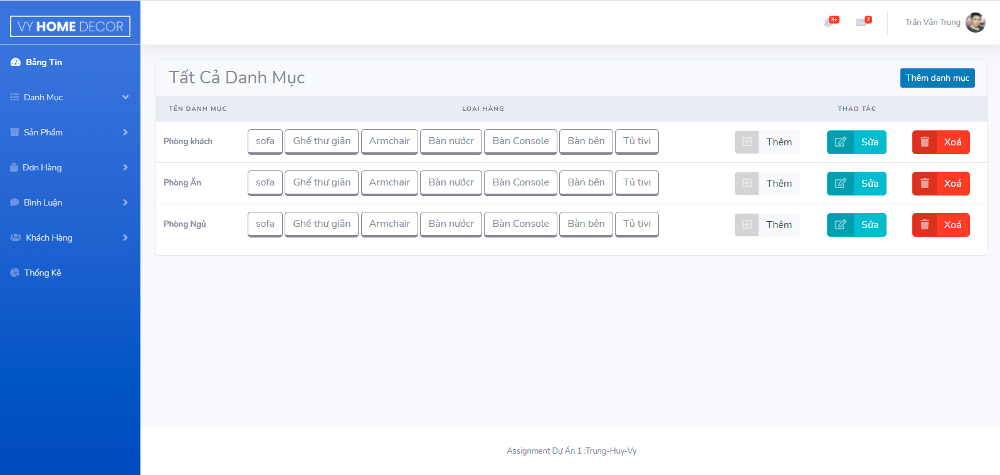 VY HOME DECOR
3+
7
Trần Văn Trung
Bảng Tin
Danh Mục
Sản Phẩm
Đơn Hàng
Bình Luận
Khách Hàng
Thống Kê
Tất Cả Danh Mục
Thêm danh mục
TÊN DANH MỤC LOẠI HÀNG THAO TÁC
Phòng khách sofa Ghế thư giãn Armchair Bàn nướcr Bàn Console Bàn bên Tủ tivi Thêm Sửa Xoá
Phòng Ăn sofa Ghế thư giãn Armchair Bàn nướcr Bàn Console Bàn bên Tủ tivi Thêm Sửa Xoá
Phòng Ngủ sofa Ghế thư giãn Armchair Bàn nướcr Bàn Console Bàn bên Tủ tivi Thêm Sửa Xoá
Assignment Dự Án 1 :Trung-Huy-Vy